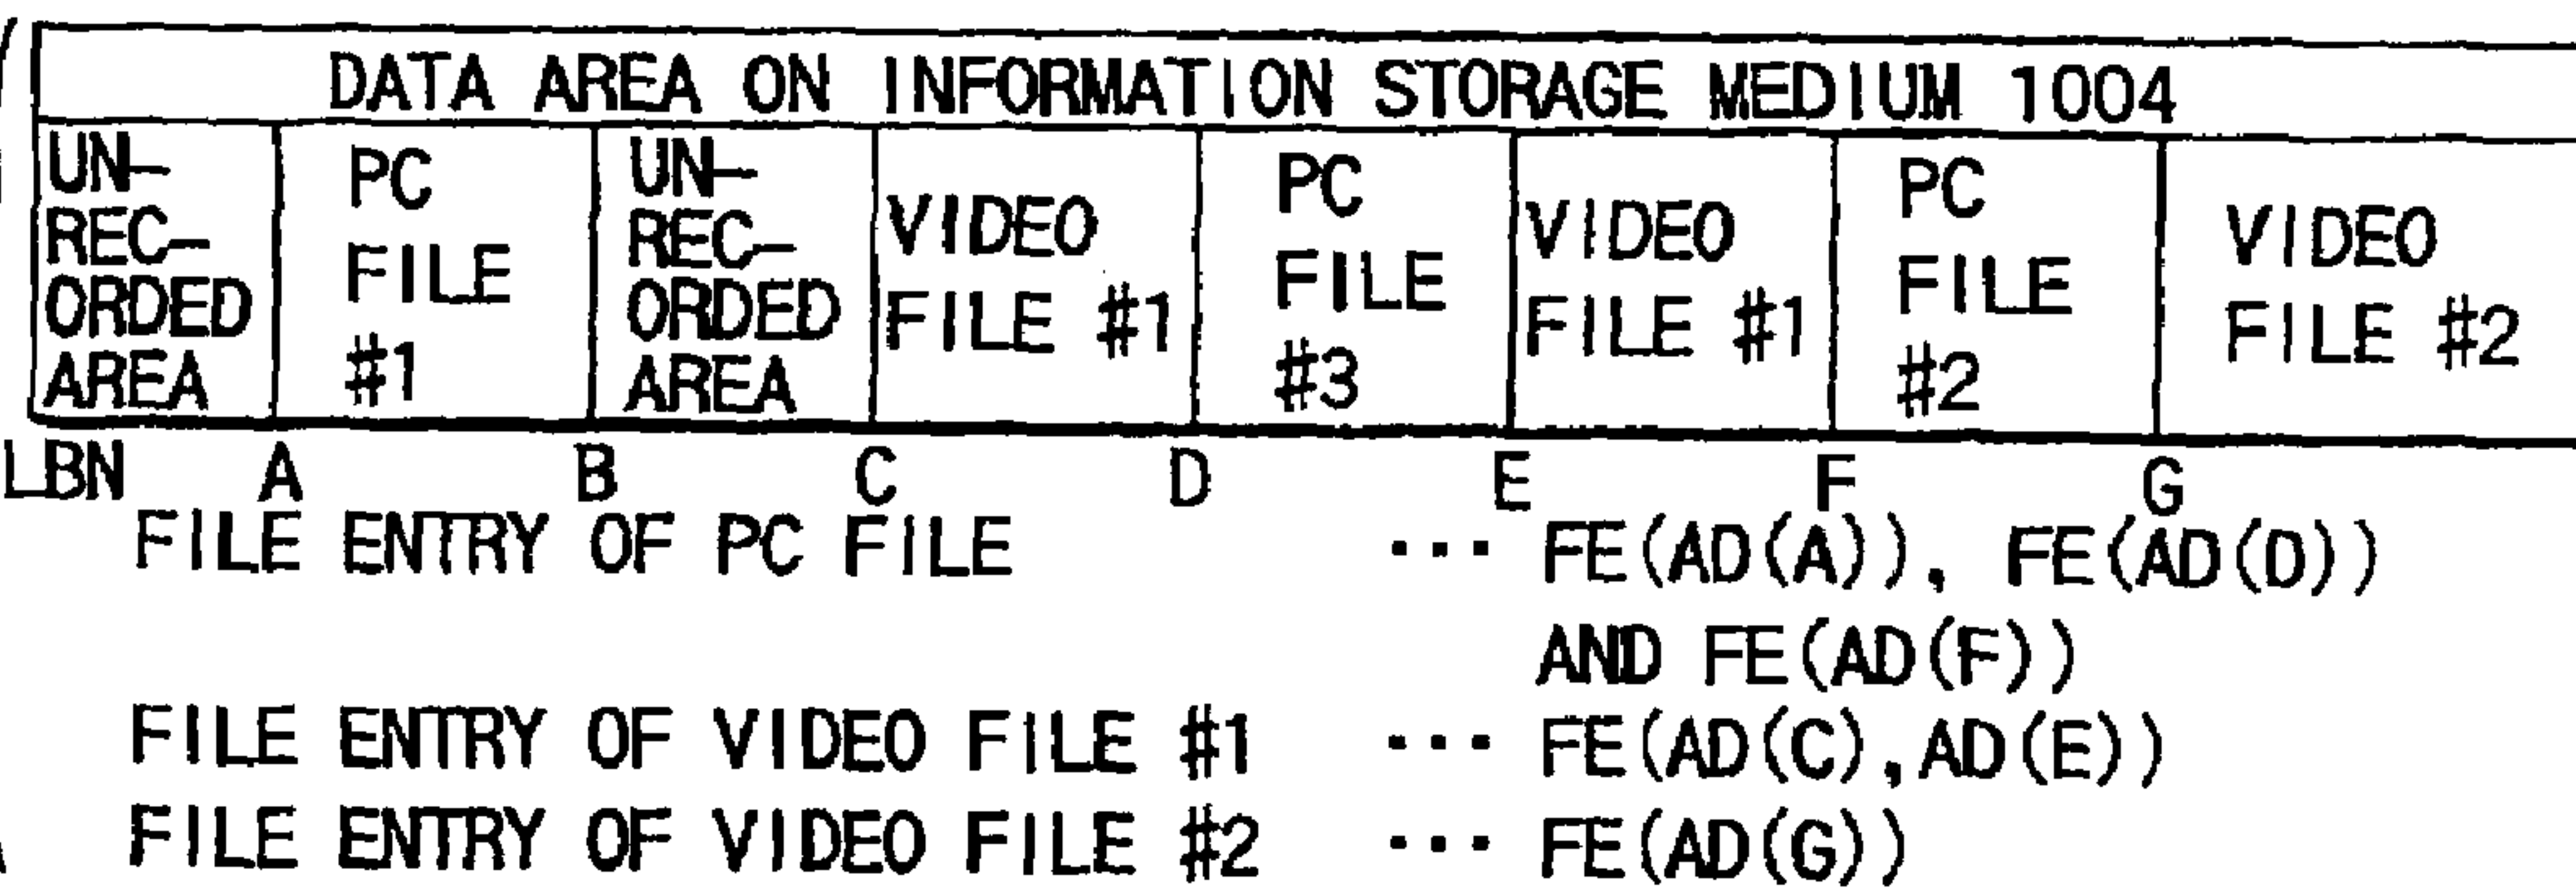 DATA AREA ON INFORMATION STORAGE MEDIUM 1004
UN-
REC-
ORDED
AREA
PC
FILE
#1
UN-
REC-
ORDED
AREA
VIDEO
FILE #1
PC
FILE
#3
VIDEO
FILE #1
PC
FILE
#2
VIDEO
FILE #2
LBN A B C D E F G
FILE ENTRY OF PC FILE ··· FE(AD(A)), FE(AD(D))
AND FE(AD(F))
FILE ENTRY OF VIDEO FILE #1 ··· FE(AD(C),AD(E))
FILE ENTRY OF VIDEO FILE #2 ··· FE(AD(G))